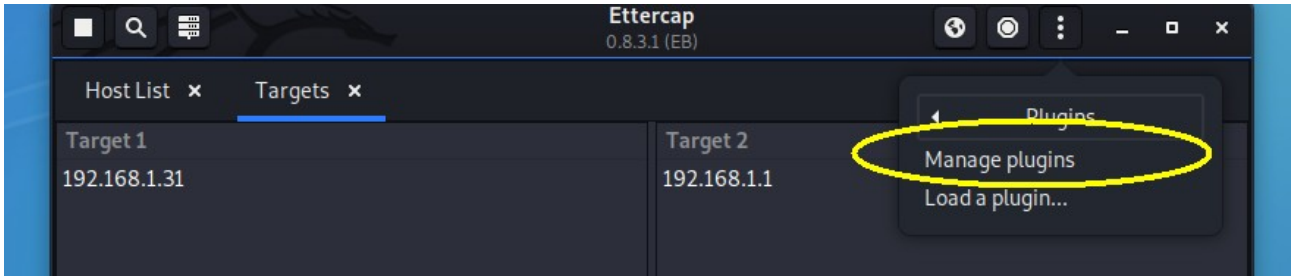 Ettercap
0.8.3.1 (EB)
Host List × Targets ×
Plugins
Target 1 Target 2
Manage plugins
192.168.1.31 192.168.1.1
Load a plugin...